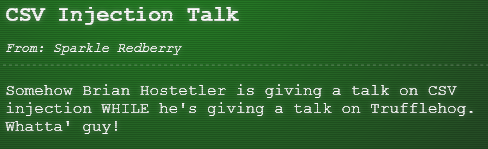 CSV Injection Talk
From: Sparkle Redberry
Somehow Brian Hostetler is giving a talk on CSV
injection WHILE he's giving a talk on Trufflehog.
Whatta' guy!